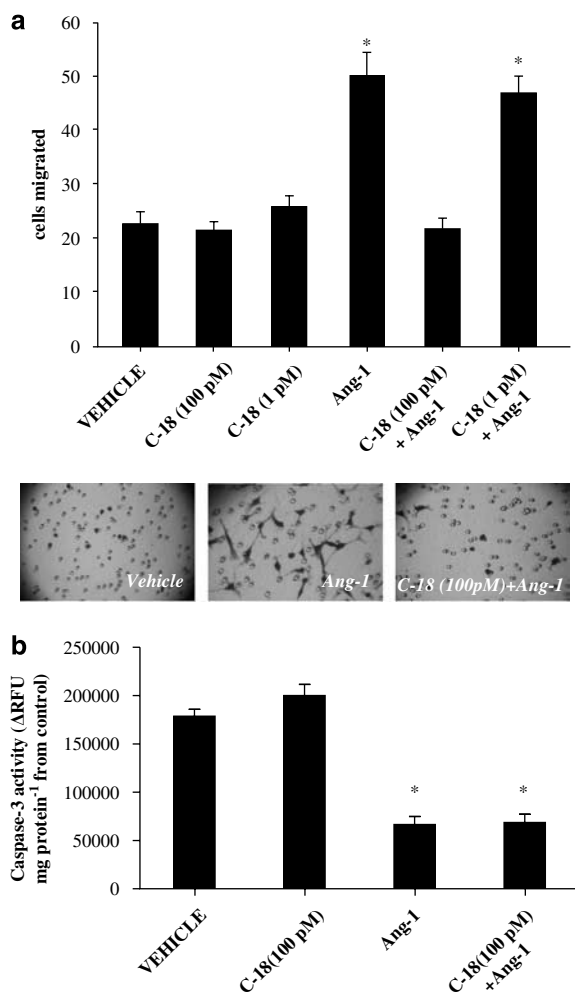 a
cells migrated
60
50
40
30
20
10
0
*
*
VEHICLE
C-18 (100 pM)
C-18 (1 pM)
Ang-1
C-18 (100 pM)
+ Ang-1
C-18 (1 pM)
+ Ang-1
Vehicle
Ang-1
C-18 (100pM)+Ang-1
b
Caspase-3 activity (ΔRFU
mg protein⁻¹ from control)
250000
200000
150000
100000
50000
0
*
*
VEHICLE
C-18(100 pM)
Ang-1
C-18(100 pM)
+Ang-1